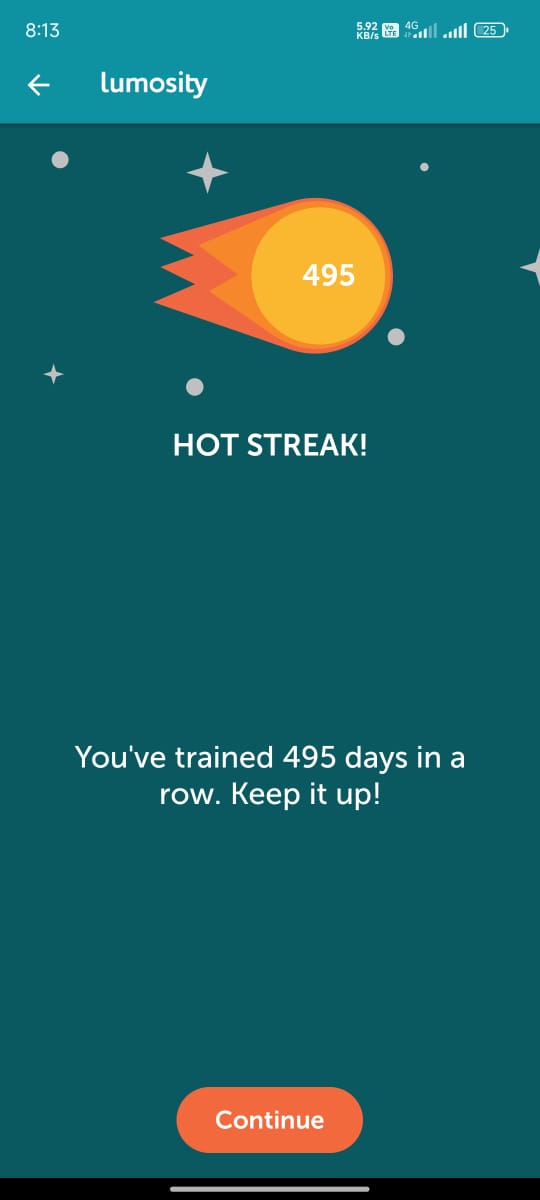 8:13
5.92
KB/s
Vo
LTE
4G
25
lumosity
495
HOT STREAK!
You've trained 495 days in a
row. Keep it up!
Continue